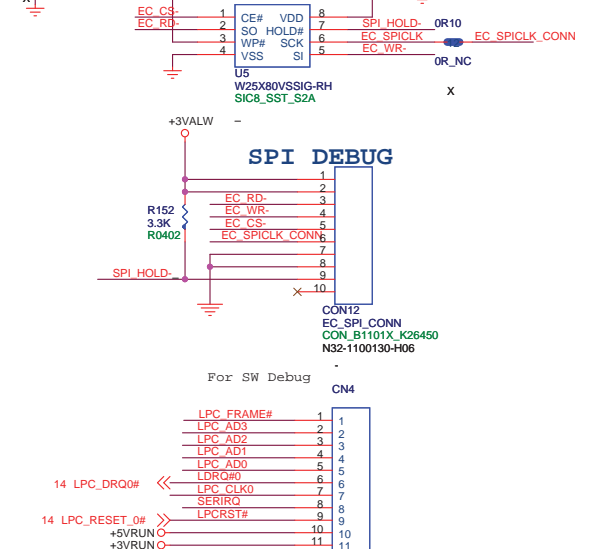 x
EC_CS-
EC_RD-
1 CE# VDD 8
2 SO HOLD# 7 SPI_HOLD- 0R10
3 WP# SCK 6 EC_SPICLK EC_SPICLK_CONN
4 VSS SI 5 EC_WR- 0R_NC
U5
W25X80VSSIG-RH
SIC8_SST_S2A
X
+3VALW
SPI DEBUG
1
2
EC_RD- 3
EC_WR- 4
EC_CS- 5
EC_SPICLK_CONN 6
7
8
SPI_HOLD- 9
10
R152
3.3K
R0402
CON12
EC_SPI_CONN
CON_B1101X_K26450
N32-1100130-H06
For SW Debug
CN4
LPC_FRAME# 1 1
LPC_AD3 2 2
LPC_AD2 3 3
LPC_AD1 4 4
LPC_AD0 5 5
14 LPC_DRQ0# LDRQ#0 6 6
LPC_CLK0 7 7
SERIRQ 8 8
14 LPC_RESET_0# LPCRST# 9 9
+5VRUN 10 10
+3VRUN 11 11